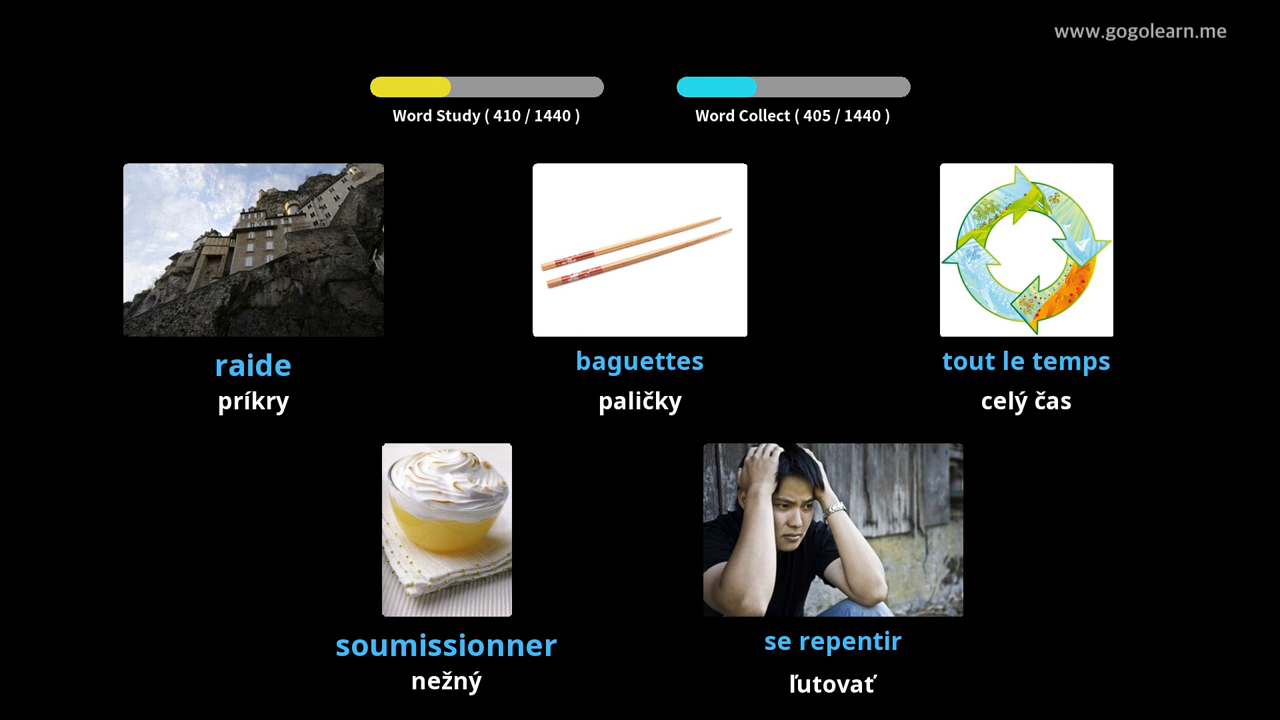 www.gogolearn.me
Word Study ( 410 / 1440 )
Word Collect ( 405 / 1440 )
raide
príkry
baguettes
paličky
tout le temps
celý čas
soumissionner
nežný
se repentir
ľutovať